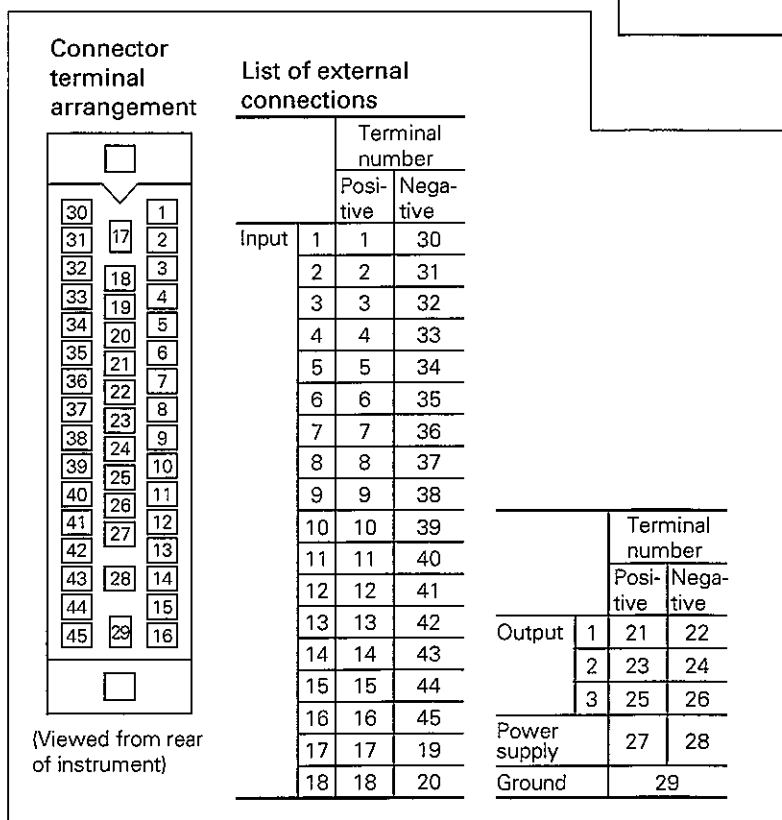 Connector
terminal
arrangement
30 1
31 17 2
32 18 3
33 19 4
34 20 5
35 21 6
36 22 7
37 23 8
38 24 9
39 25 10
40 26 11
41 27 12
42 13
43 28 14
44 15
45 29 16
(Viewed from rear
of instrument)
List of external
connections
Terminal
number
Posi- Nega-
tive tive
Input 1 1 30
2 2 31
3 3 32
4 4 33
5 5 34
6 6 35
7 7 36
8 8 37
9 9 38
10 10 39
11 11 40
12 12 41
13 13 42
14 14 43
15 15 44
16 16 45
17 17 19
18 18 20
Terminal
number
Posi- Nega-
tive tive
Output 1 21 22
2 23 24
3 25 26
Power
supply 27 28
Ground 29